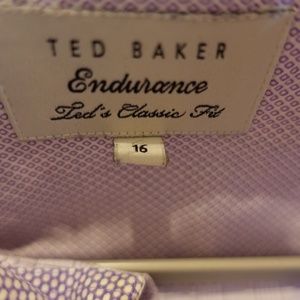 TED BAKER
Endurance
Ted's Classic Fit
16